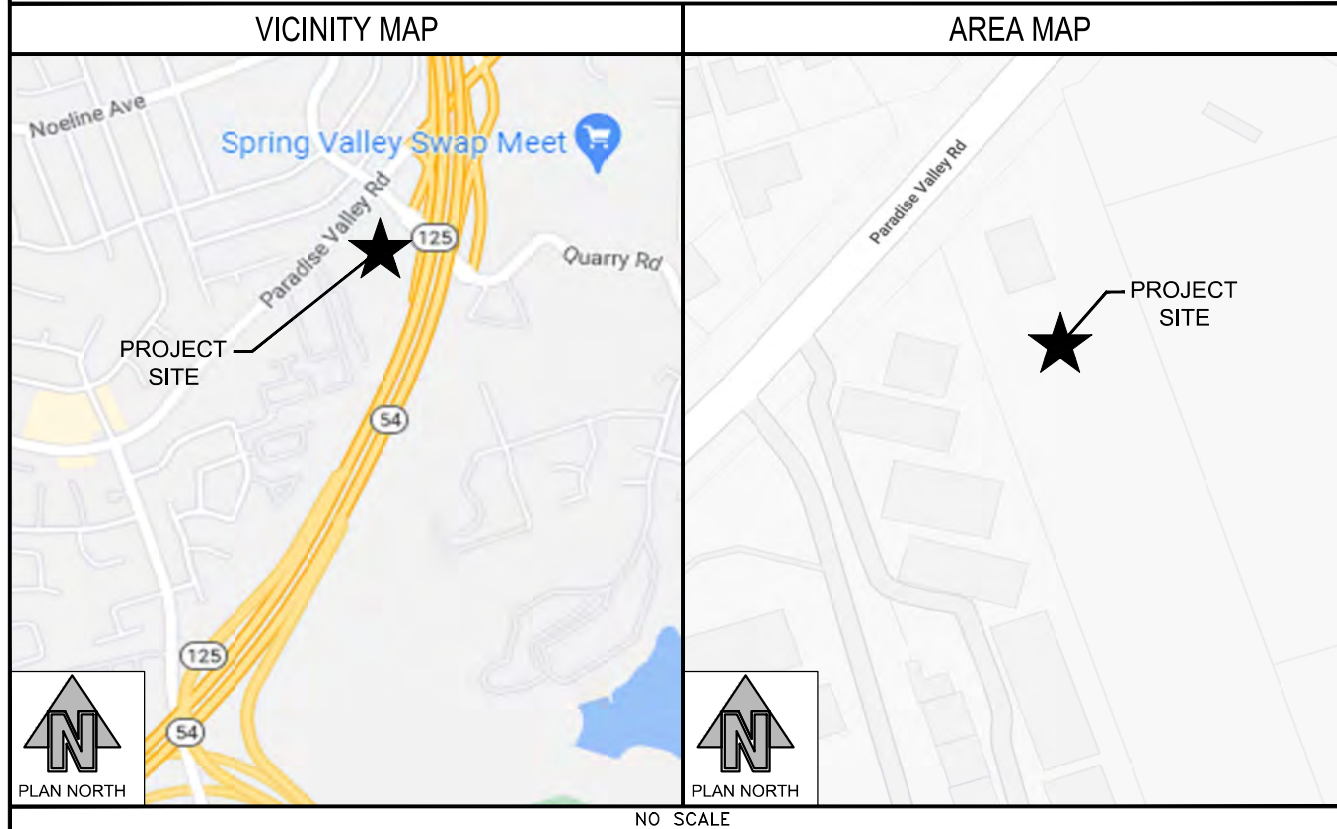 VICINITY MAP
Noeline Ave
Spring Valley Swap Meet
Paradise Valley Rd
125
Quarry Rd
PROJECT
SITE
54
125
54
N
PLAN NORTH
AREA MAP
Paradise Valley Rd
PROJECT
SITE
N
PLAN NORTH
NO SCALE